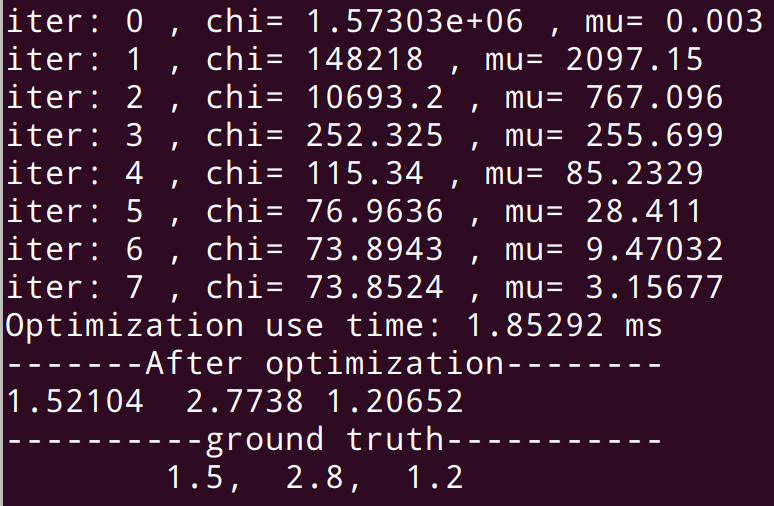 iter: 0 , chi= 1.57303e+06 , mu= 0.003
iter: 1 , chi= 148218 , mu= 2097.15
iter: 2 , chi= 10693.2 , mu= 767.096
iter: 3 , chi= 252.325 , mu= 255.699
iter: 4 , chi= 115.34 , mu= 85.2329
iter: 5 , chi= 76.9636 , mu= 28.411
iter: 6 , chi= 73.8943 , mu= 9.47032
iter: 7 , chi= 73.8524 , mu= 3.15677
Optimization use time: 1.85292 ms
-------After optimization--------
1.52104  2.7738 1.20652
----------ground truth-----------
        1.5,  2.8,  1.2